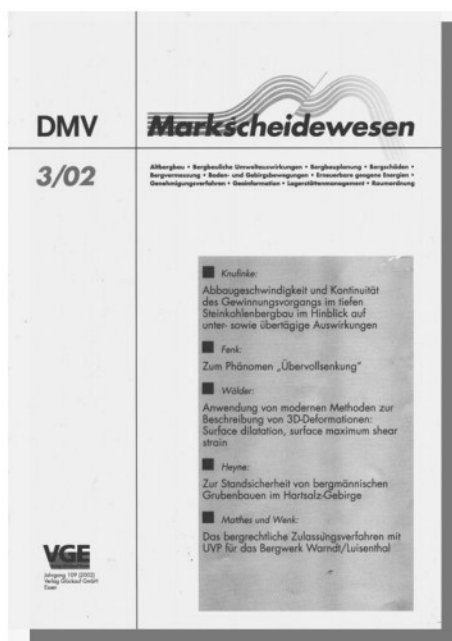 DMV
Markscheidewesen
3/02
Altbergbau • Bergbauliche Umweltauswirkungen • Bergbauplanung • Bergschäden •
Bergvermessung • Boden- und Gebirgsbewegungen • Erneuerbare geogene Energien •
Genehmigungsverfahren • Geoinformation • Lagerstättenmanagement • Raumordnung
Knufinke:
Abbaugeschwindigkeit und Kontinuität
des Gewinnungsvorgangs im tiefen
Steinkohlenbergbau im Hinblick auf
unter- sowie übertägige Auswirkungen
Fenk:
Zum Phänomen „Übervollsenkung“
Wälder:
Anwendung von modernen Methoden zur
Beschreibung von 3D-Deformationen:
Surface dilatation, surface maximum shear
strain
Heyne:
Zur Standsicherheit von bergmännischen
Grubenbauen im Hartsalz-Gebirge
Matthes und Wenk:
Das bergrechtliche Zulassungsverfahren mit
UVP für das Bergwerk Warndt/Luisenthal
VGE
Jahrgang 109 (2002)
Verlag Glückauf GmbH
Essen